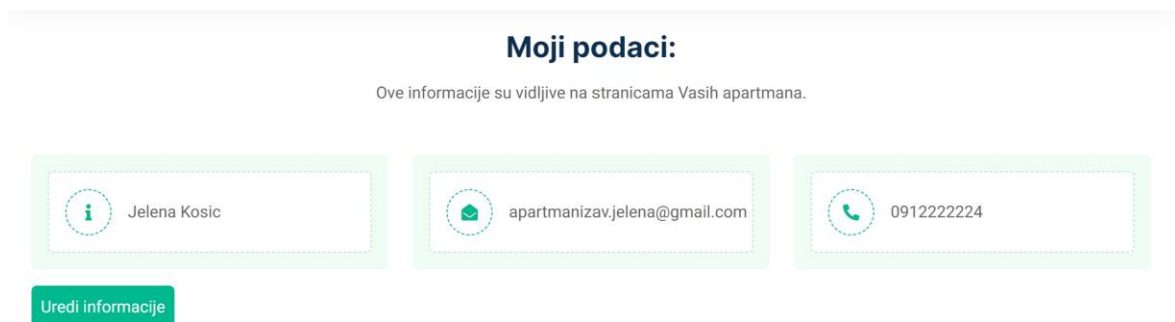 Moji podaci:
Ove informacije su vidljive na stranicama Vasih apartmana.
Jelena Kosic
apartmanizav.jelena@gmail.com
0912222224
Uredi informacije